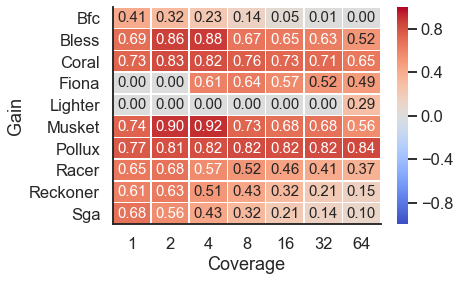 Gain
Bfc 0.41 0.32 0.23 0.14 0.05 0.01 0.00
Bless 0.69 0.86 0.88 0.67 0.65 0.63 0.52
Coral 0.73 0.83 0.82 0.76 0.73 0.71 0.65
Fiona 0.00 0.00 0.61 0.64 0.57 0.52 0.49
Lighter 0.00 0.00 0.00 0.00 0.00 0.00 0.29
Musket 0.74 0.90 0.92 0.73 0.68 0.68 0.56
Pollux 0.77 0.81 0.82 0.82 0.82 0.82 0.84
Racer 0.65 0.68 0.57 0.52 0.46 0.41 0.37
Reckoner 0.61 0.63 0.51 0.43 0.32 0.21 0.15
Sga 0.68 0.56 0.43 0.32 0.21 0.14 0.10
1 2 4 8 16 32 64
Coverage
0.8
0.4
0.0
−0.4
−0.8